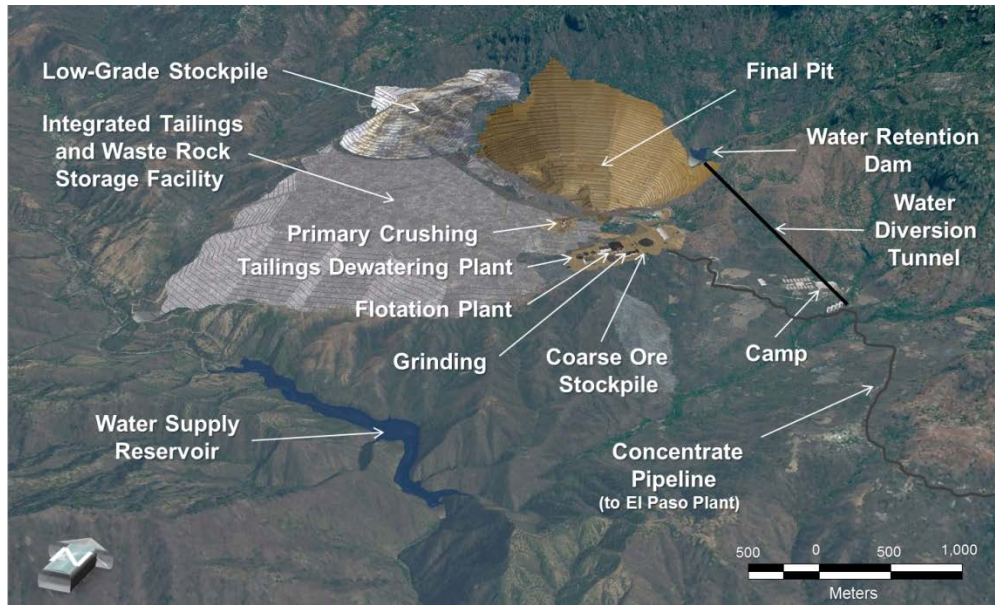 Low-Grade Stockpile
Final Pit
Integrated Tailings
and Waste Rock
Storage Facility
Water Retention
Dam
Water
Diversion
Tunnel
Primary Crushing
Tailings Dewatering Plant
Flotation Plant
Grinding
Coarse Ore
Stockpile
Camp
Water Supply
Reservoir
Concentrate
Pipeline
(to El Paso Plant)
500 0 500 1,000
Meters
N